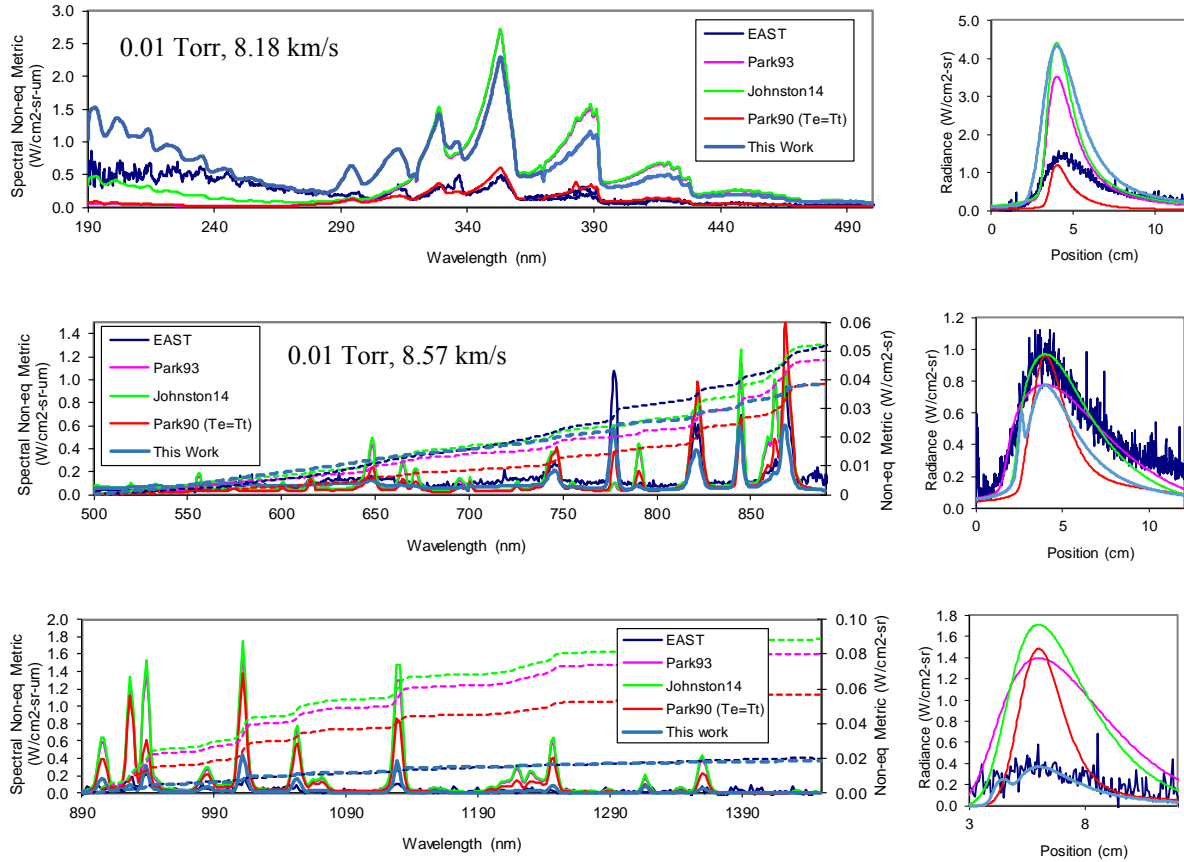 0.01 Torr, 8.18 km/s
EAST
Park93
Johnston14
Park90 (Te=Tt)
This Work
Spectral Non-eq Metric
(W/cm2-sr-um)
3.0
2.5
2.0
1.5
1.0
0.5
0.0
190 240 290 340 390 440 490
Wavelength (nm)
Radiance (W/cm2-sr)
5.0
4.0
3.0
2.0
1.0
0.0
0 5 10
Position (cm)
0.01 Torr, 8.57 km/s
EAST
Park93
Johnston14
Park90 (Te=Tt)
This Work
Spectral Non-eq Metric
(W/cm2-sr-um)
1.4
1.2
1.0
0.8
0.6
0.4
0.2
0.0
500 550 600 650 700 750 800 850
Wavelength (nm)
0.06
0.05
0.04
0.03
0.02
0.01
0
Non-eq Metric (W/cm2-sr)
Radiance (W/cm2-sr)
1.2
1.0
0.8
0.6
0.4
0.2
0.0
0 5 10
Position (cm)
EAST
Park93
Johnston14
Park90 (Te=Tt)
This work
Spectral Non-eq Metric
(W/cm2-sr-um)
2.0
1.8
1.6
1.4
1.2
1.0
0.8
0.6
0.4
0.2
0.0
890 990 1090 1190 1290 1390
Wavelength (nm)
0.10
0.08
0.06
0.04
0.02
0.00
Non-eq Metric (W/cm2-sr)
Radiance (W/cm2-sr)
1.8
1.6
1.4
1.2
1.0
0.8
0.6
0.4
0.2
0.0
3 8
Position (cm)